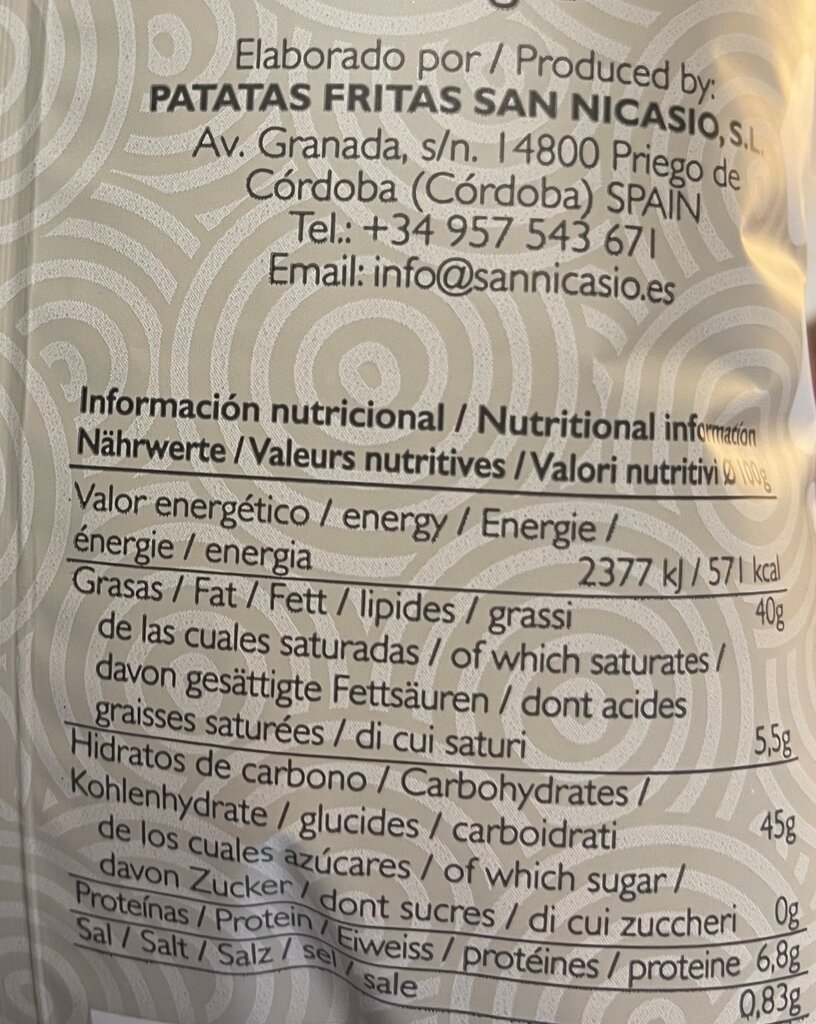 Elaborado por / Produced by:
PATATAS FRITAS SAN NICASIO, S.L.
Av. Granada, s/n. 14800 Priego de
Córdoba (Córdoba) SPAIN
Tel.: +34 957 543 671
Email: info@sannicasio.es
Información nutricional / Nutritional information
Nährwerte / Valeurs nutritives / Valori nutritivi Ø 100g
Valor energético / energy / Energie /
énergie / energia 2377 kJ / 571 kcal
Grasas / Fat / Fett / lipides / grassi 40g
de las cuales saturadas / of which saturates /
davon gesättigte Fettsäuren / dont acides
graisses saturées / di cui saturi 5,5g
Hidratos de carbono / Carbohydrates /
Kohlenhydrate / glucides / carboidrati 45g
de los cuales azúcares / of which sugar /
davon Zucker / dont sucres / di cui zuccheri 0g
Proteínas / Protein / Eiweiss / protéines / proteine 6,8g
Sal / Salt / Salz / sel / sale 0,83g